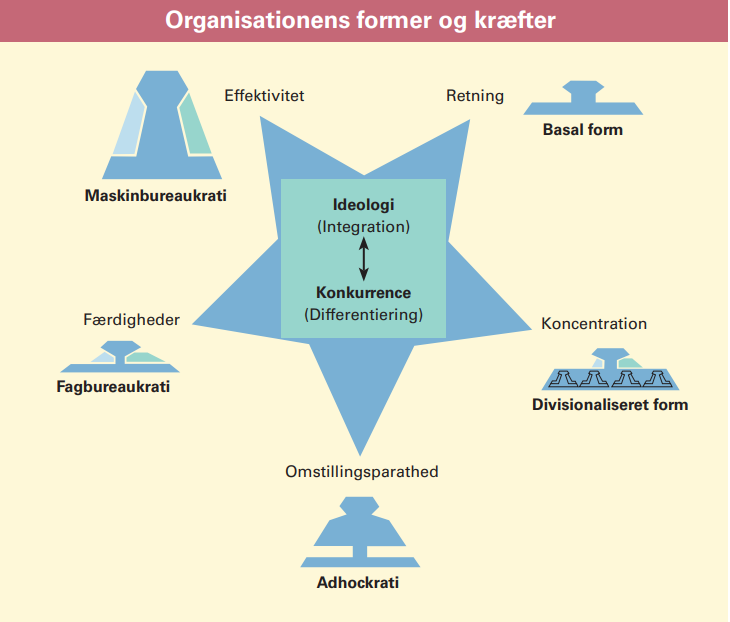 Organisationens former og kræfter
Effektivitet
Retning
Basal form
Maskinbureaukrati
Ideologi
(Integration)
Konkurrence
(Differentiering)
Færdigheder
Fagbureaukrati
Koncentration
Divisionaliseret form
Omstillingsparathed
Adhockrati